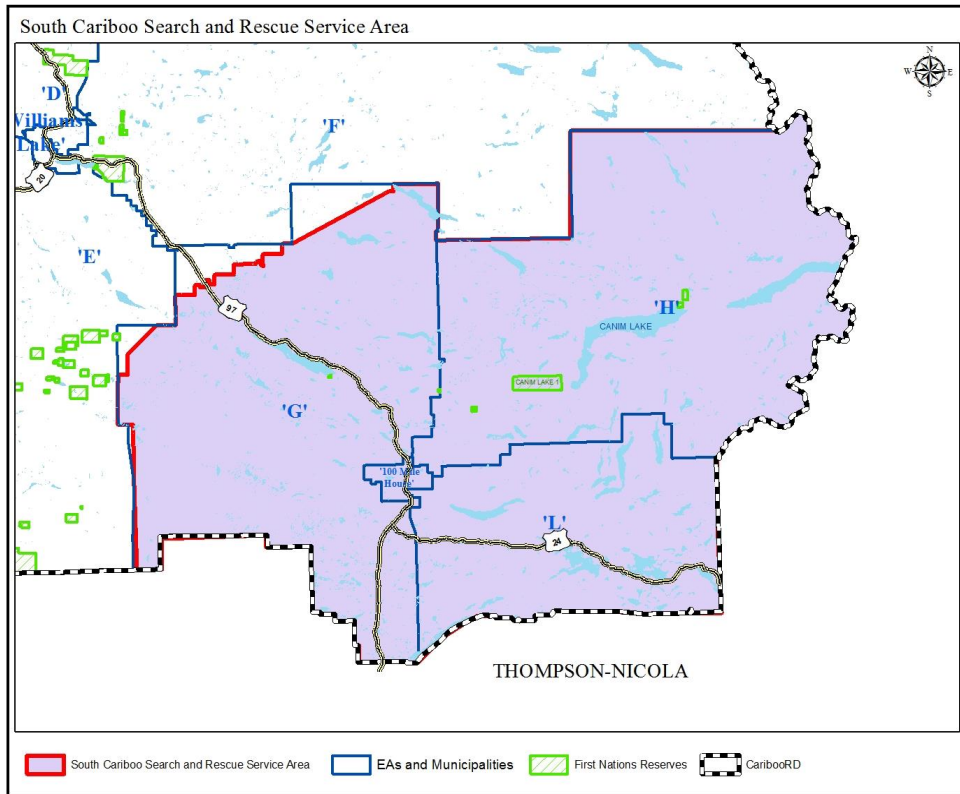 South Cariboo Search and Rescue Service Area
N
W
E
S
'D
Williams
Lake'
'F'
20
'E'
97
'H'
CANIM LAKE
CANIM LAKE 1
'G'
'100 Mile
House'
'L'
24
THOMPSON-NICOLA
South Cariboo Search and Rescue Service Area
EAs and Municipalities
First Nations Reserves
CaribooRD